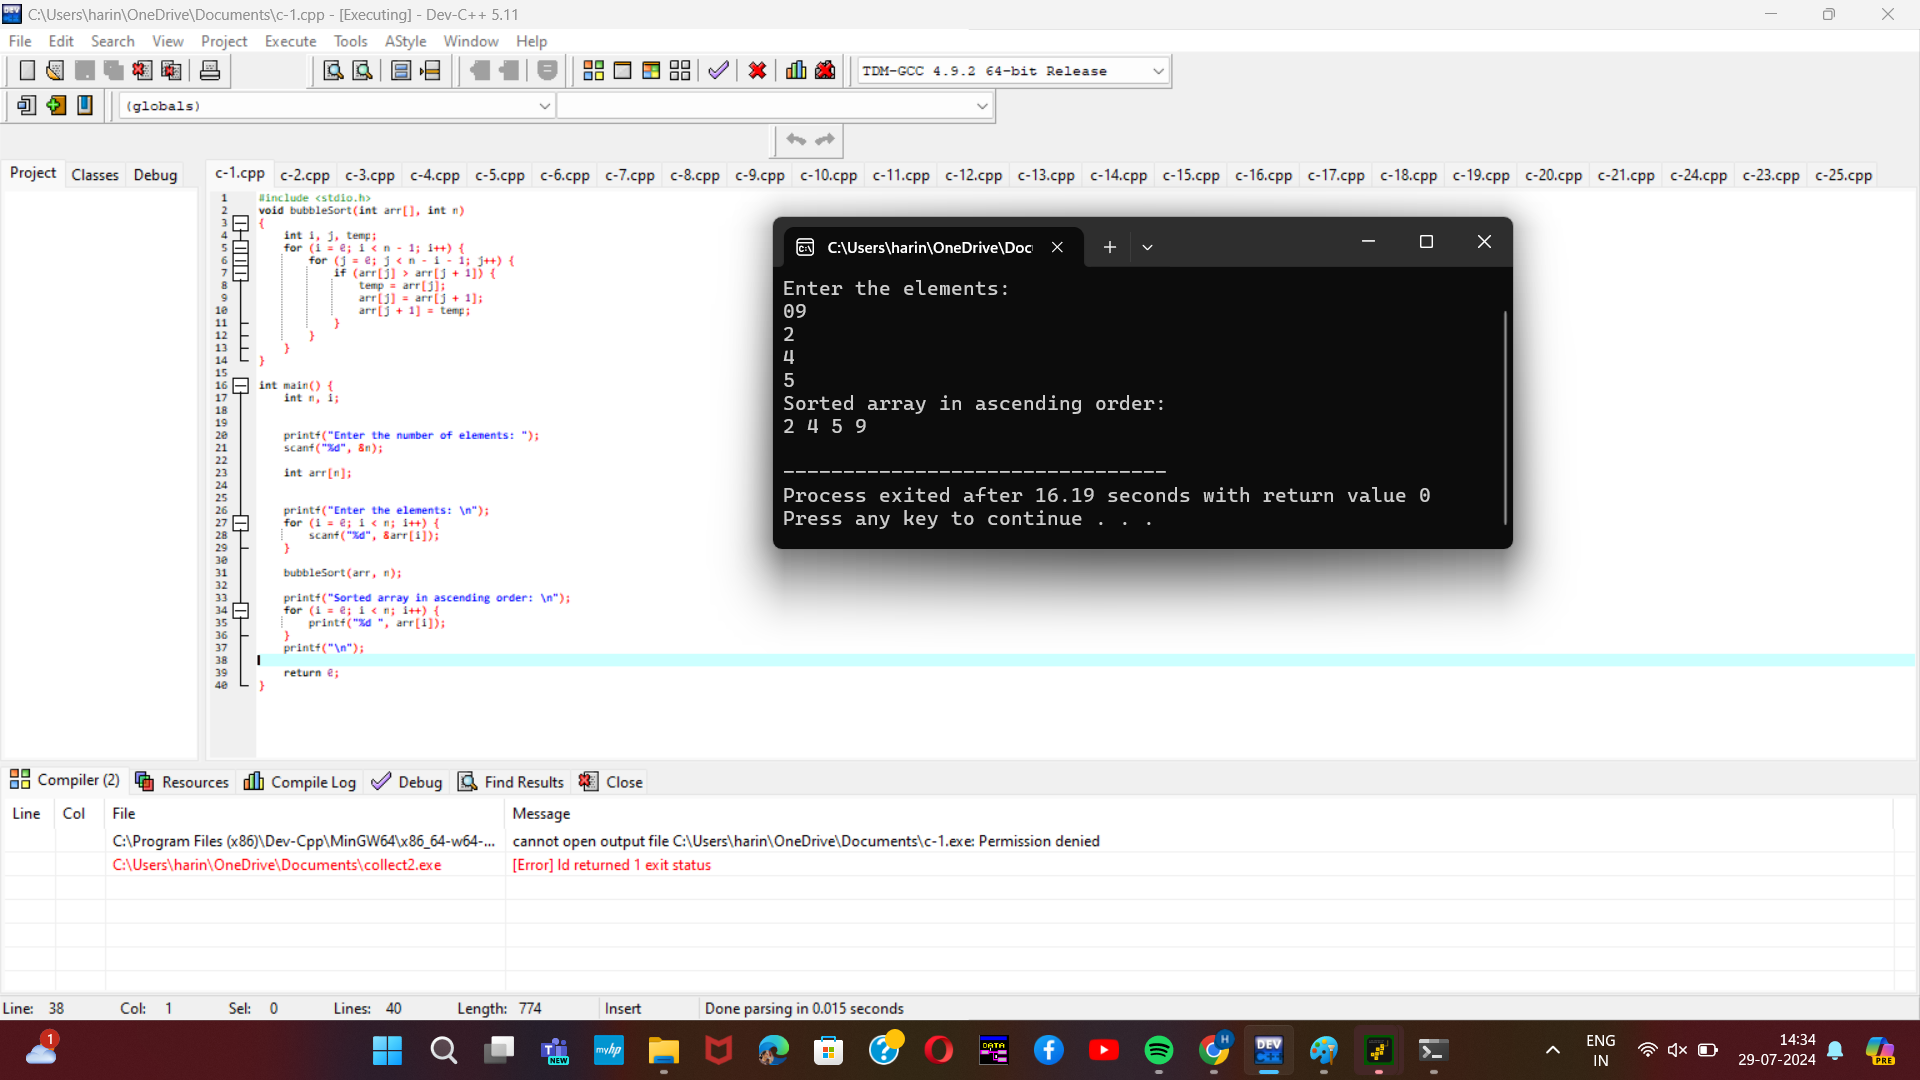 C:\Users\harin\OneDrive\Documents\c-1.cpp - [Executing] - Dev-C++ 5.11
File Edit Search View Project Execute Tools AStyle Window Help
TDM-GCC 4.9.2 64-bit Release
(globals)
Project Classes Debug
c-1.cpp c-2.cpp c-3.cpp c-4.cpp c-5.cpp c-6.cpp c-7.cpp c-8.cpp c-9.cpp c-10.cpp c-11.cpp c-12.cpp c-13.cpp c-14.cpp c-15.cpp c-16.cpp c-17.cpp c-18.cpp c-19.cpp c-20.cpp c-21.cpp c-24.cpp c-23.cpp c-25.cpp
1 #include <stdio.h>
2 void bubbleSort(int arr[], int n)
3 {
4 int i, j, temp;
5 for (i = 0; i < n - 1; i++) {
6 for (j = 0; j < n - i - 1; j++) {
7 if (arr[j] > arr[j + 1]) {
8 temp = arr[j];
9 arr[j] = arr[j + 1];
10 arr[j + 1] = temp;
11 }
12 }
13 }
14 }
15
16 int main() {
17 int n, i;
18
19
20 printf("Enter the number of elements: ");
21 scanf("%d", &n);
22
23 int arr[n];
24
25
26 printf("Enter the elements: \n");
27 for (i = 0; i < n; i++) {
28 scanf("%d", &arr[i]);
29 }
30
31 bubbleSort(arr, n);
32
33 printf("Sorted array in ascending order: \n");
34 for (i = 0; i < n; i++) {
35 printf("%d ", arr[i]);
36 }
37 printf("\n");
38
39 return 0;
40 }
C:\Users\harin\OneDrive\Doc
Enter the elements:
09
2
4
5
Sorted array in ascending order:
2 4 5 9
--------------------------------
Process exited after 16.19 seconds with return value 0
Press any key to continue . . .
Compiler (2) Resources Compile Log Debug Find Results Close
Line Col File Message
C:\Program Files (x86)\Dev-Cpp\MinGW64\x86_64-w64-... cannot open output file C:\Users\harin\OneDrive\Documents\c-1.exe: Permission denied
C:\Users\harin\OneDrive\Documents\collect2.exe [Error] ld returned 1 exit status
Line: 38 Col: 1 Sel: 0 Lines: 40 Length: 774 Insert Done parsing in 0.015 seconds
1
NEW
myhp
DATA
H
DEV
PRE
ENG
IN
14:34
29-07-2024